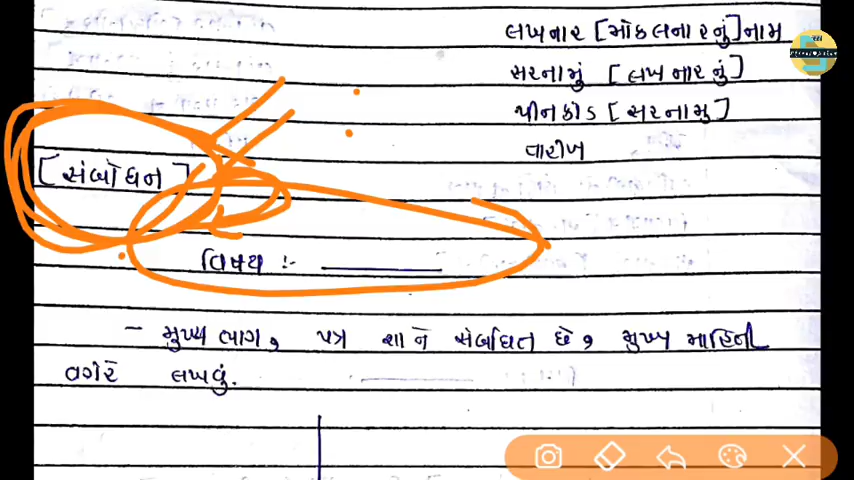 લખનાર [મોકલનારનું] નામ
સરનામું [લખનારનું]
પીનકોડ [સરનામુ]
તારીખ
[સંબોધન]
વિષય :-
- મુખ્ય ભાગ, પત્ર શાને સંબંધિત છે, મુખ્ય માહિતી
વગેરે લખવું.